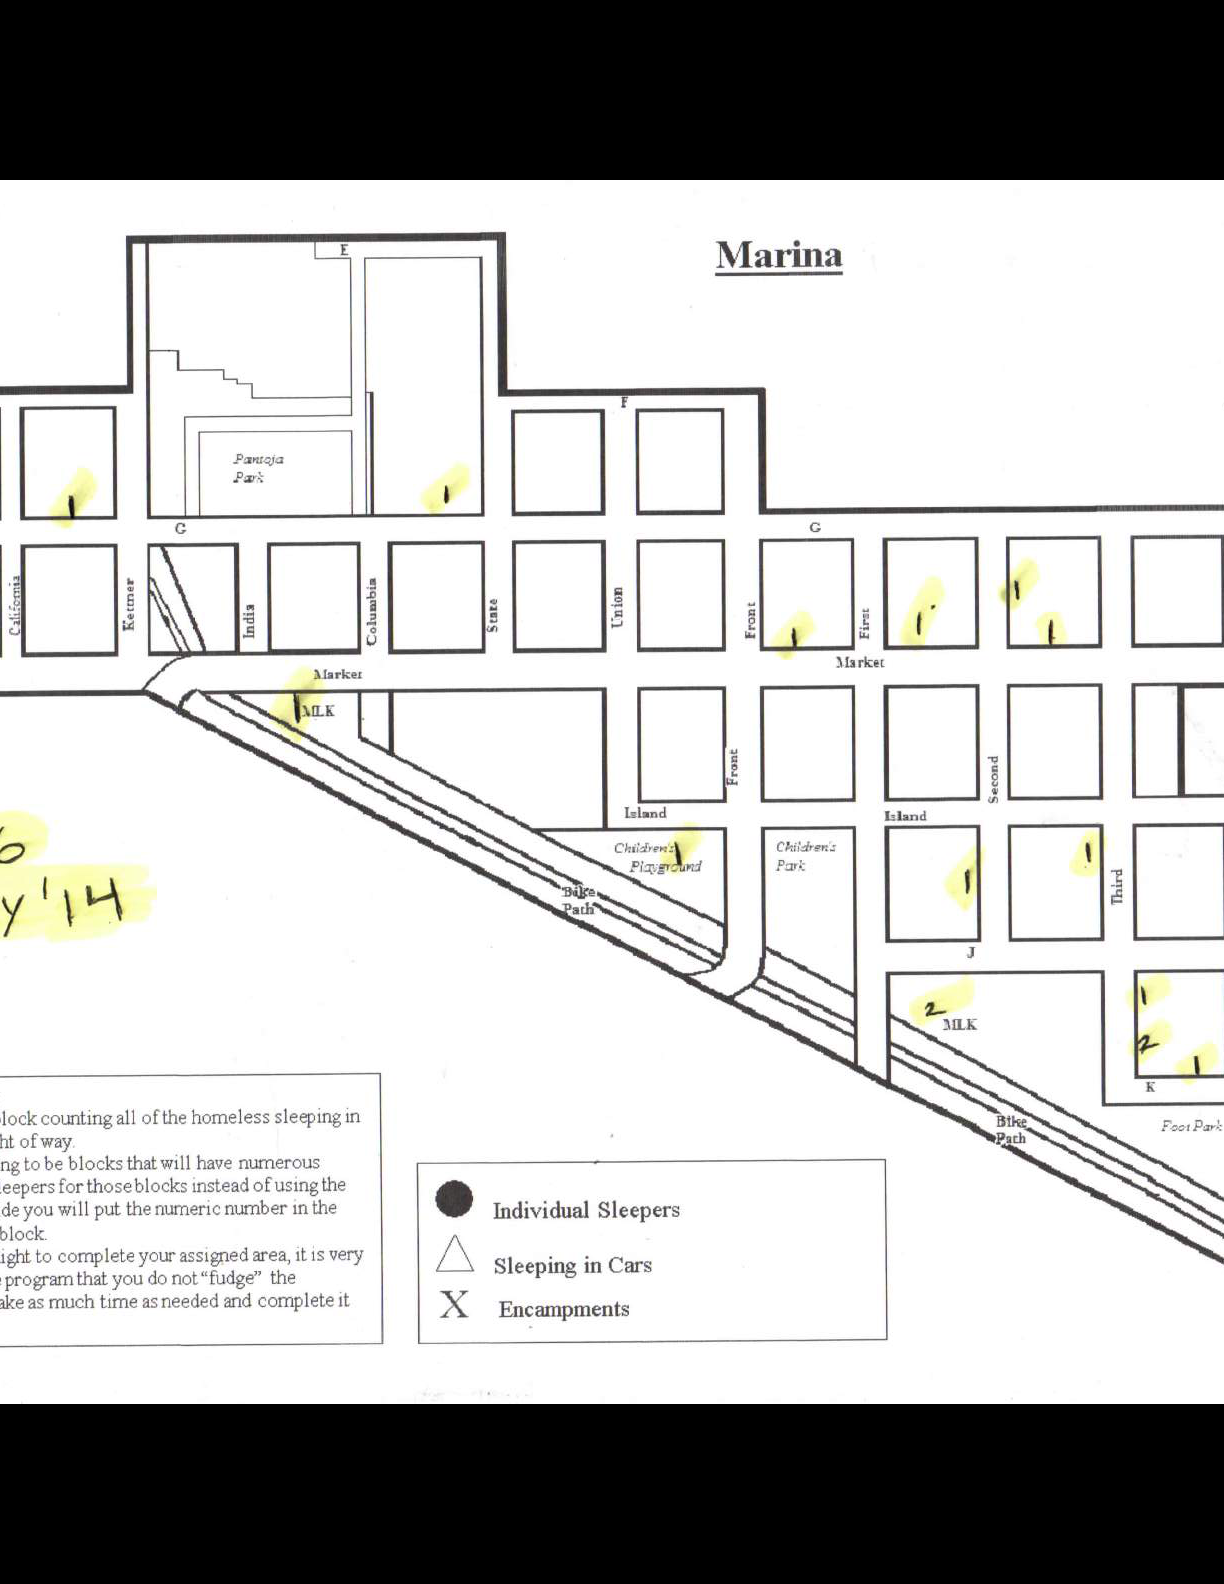 Marina
E
F
Pantoja
Park
1
1
G
G
California
Kettner
India
Columbia
State
Union
Front
First
1
1
1
1
Market
Market
1
MLK
Front
Second
Island
Island
Children's
Playground
1
Children's
Park
1
1
Third
6
Y '14
Bike
Path
J
2
MLK
1
2
1
K
Foot Park
Bike
Path
lock counting all of the homeless sleeping in
ht of way.
ng to be blocks that will have numerous
leepers for those blocks instead of using the
de you will put the numeric number in the
block.
ight to complete your assigned area, it is very
e program that you do not "fudge" the
ake as much time as needed and complete it
Individual Sleepers
Sleeping in Cars
X Encampments